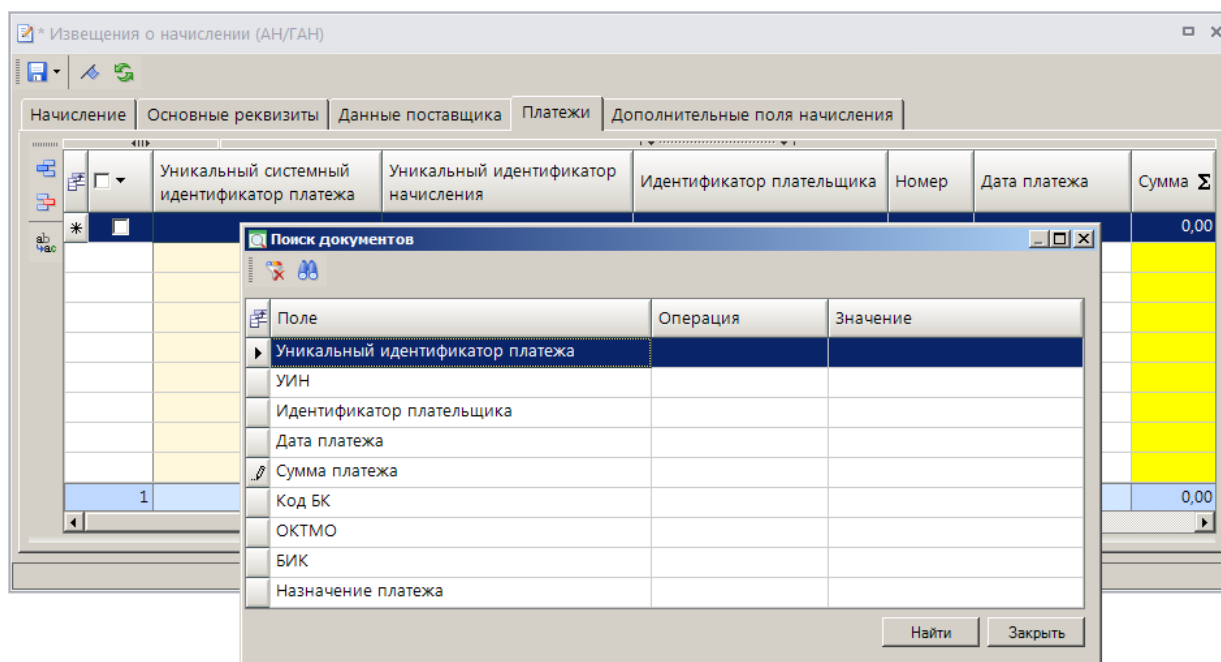 * Извещения о начислении (АН/ГАН)
Начисление Основные реквизиты Данные поставщика Платежи Дополнительные поля начисления
Уникальный системный идентификатор платежа
Уникальный идентификатор начисления
Идентификатор плательщика
Номер
Дата платежа
Сумма Σ
ab
ac
*
0,00
Поиск документов
Поле Операция Значение
Уникальный идентификатор платежа
УИН
Идентификатор плательщика
Дата платежа
Сумма платежа
Код БК
ОКТМО
БИК
Назначение платежа
1 0,00
Найти Закрыть